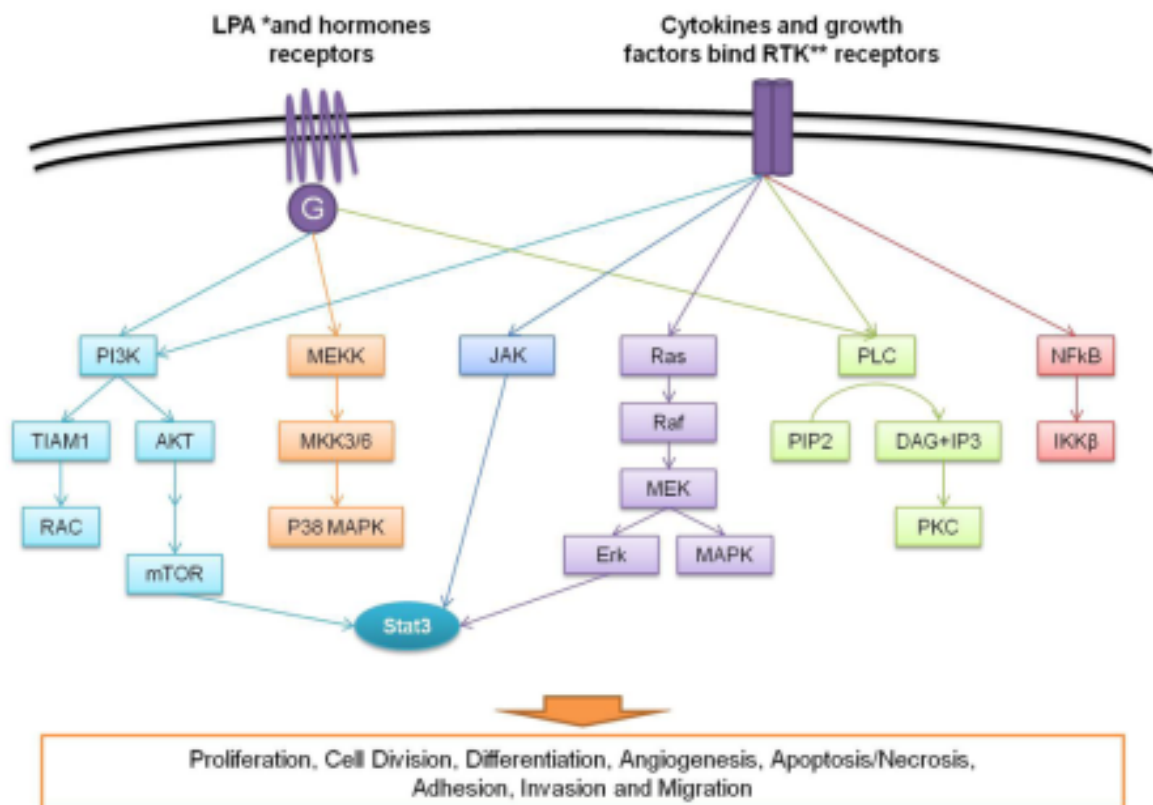 LPA *and hormones
receptors
Cytokines and growth
factors bind RTK** receptors
G
PI3K
MEKK
JAK
Ras
PLC
NFkB
TIAM1
AKT
MKK3/6
Raf
PIP2
DAG+IP3
IKKβ
MEK
RAC
P38 MAPK
PKC
Erk
MAPK
mTOR
Stat3
Proliferation, Cell Division, Differentiation, Angiogenesis, Apoptosis/Necrosis,
Adhesion, Invasion and Migration